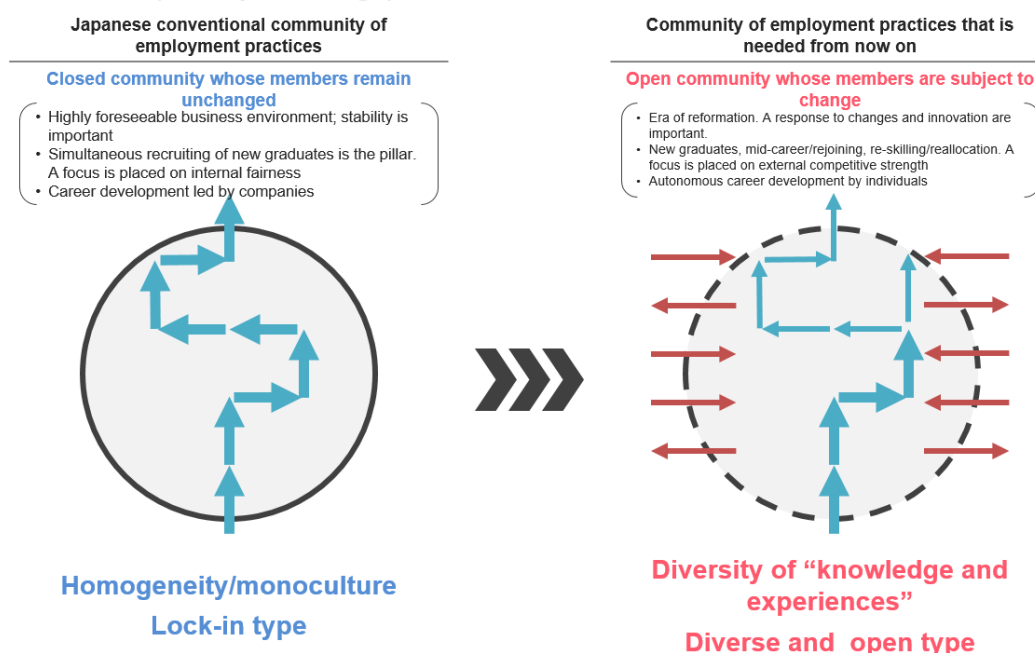 Japanese conventional community of
employment practices
Closed community whose members remain
unchanged
• Highly foreseeable business environment; stability is
important
• Simultaneous recruiting of new graduates is the pillar.
A focus is placed on internal fairness
• Career development led by companies
Homogeneity/monoculture
Lock-in type
Community of employment practices that is
needed from now on
Open community whose members are subject to
change
• Era of reformation. A response to changes and innovation are
important.
• New graduates, mid-career/rejoining, re-skilling/reallocation. A
focus is placed on external competitive strength
• Autonomous career development by individuals
Diversity of “knowledge and
experiences”
Diverse and open type